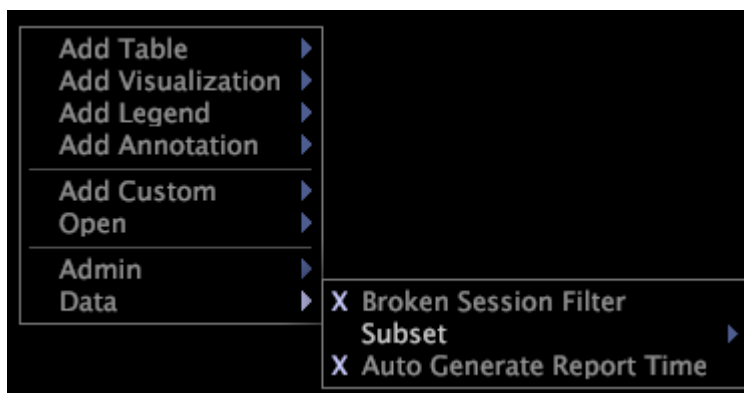 Add Table
Add Visualization
Add Legend
Add Annotation
Add Custom
Open
Admin
Data
X Broken Session Filter
Subset
X Auto Generate Report Time